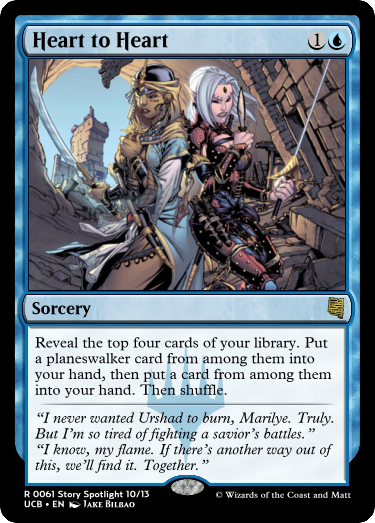 Heart to Heart 1
Sorcery
Reveal the top four cards of your library. Put
a planeswalker card from among them into
your hand, then put a card from among them
into your hand. Then shuffle.
“I never wanted Urshad to burn, Marilye. Truly.
But I’m so tired of fighting a savior’s battles.”
“I know, my flame. If there’s another way out of
this, we’ll find it. Together.”
R 0061 Story Spotlight 10/13
UCB • EN Jake Bilbao
© Wizards of the Coast and Matt